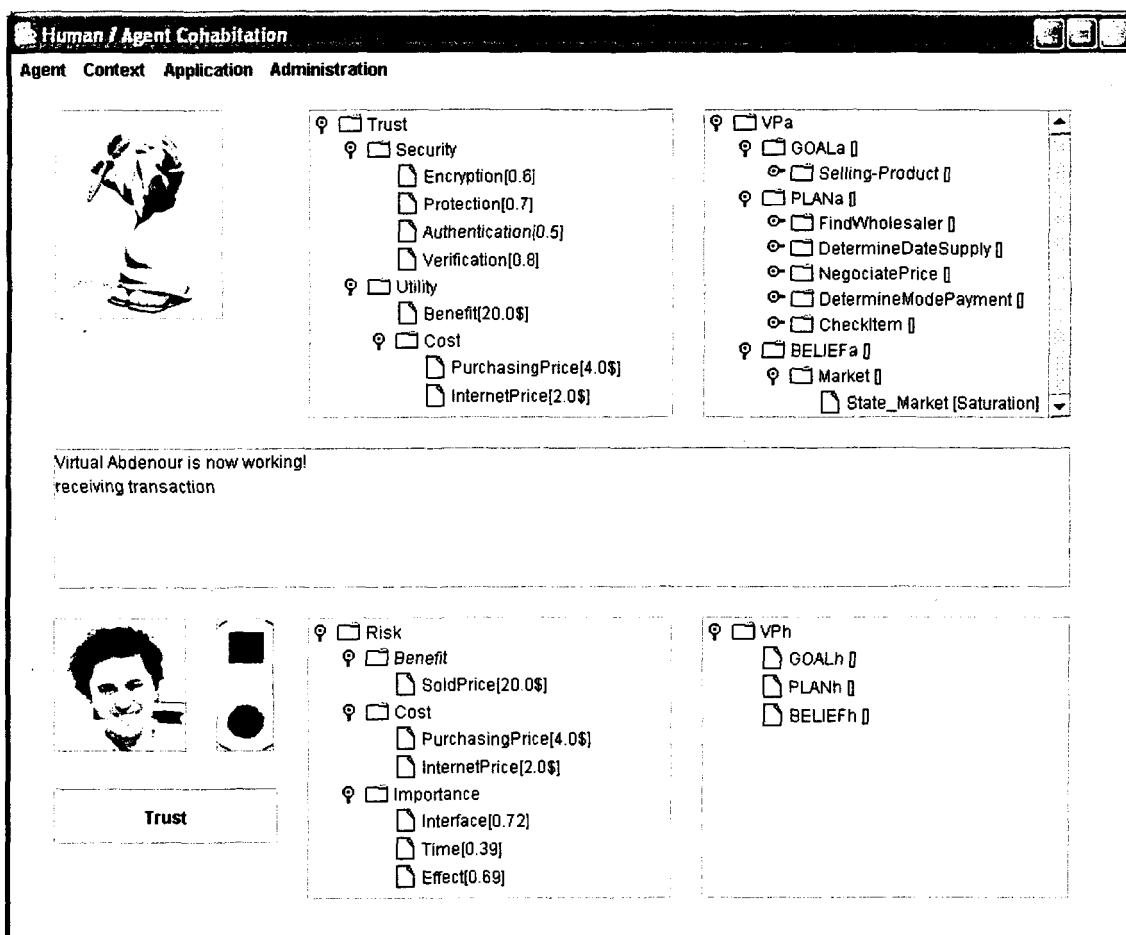 Human / Agent Cohabitation
Agent Context Application Administration
Trust
Security
Encryption[0.6]
Protection[0.7]
Authentication[0.5]
Verification[0.8]
Utility
Benefit[20.0$]
Cost
PurchasingPrice[4.0$]
InternetPrice[2.0$]
VPa
GOALa []
Selling-Product []
PLANa []
FindWholesaler []
DetermineDateSupply []
NegociatePrice []
DetermineModePayment []
CheckItem []
BELIEFa []
Market []
State_Market [Saturation]
Virtual Abdenour is now working!
receiving transaction
Trust
Risk
Benefit
SoldPrice[20.0$]
Cost
PurchasingPrice[4.0$]
InternetPrice[2.0$]
Importance
Interface[0.72]
Time[0.39]
Effect[0.69]
VPh
GOALh []
PLANh []
BELIEFh []